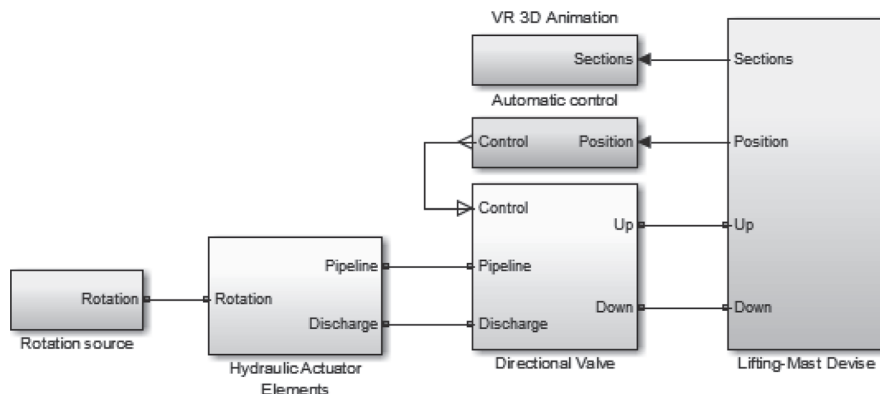 VR 3D Animation
Sections
Sections
Automatic control
Control
Position
Position
Control
Up
Up
Pipeline
Pipeline
Rotation
Rotation
Down
Down
Discharge
Discharge
Rotation source
Hydraulic Actuator
Elements
Directional Valve
Lifting-Mast Devise